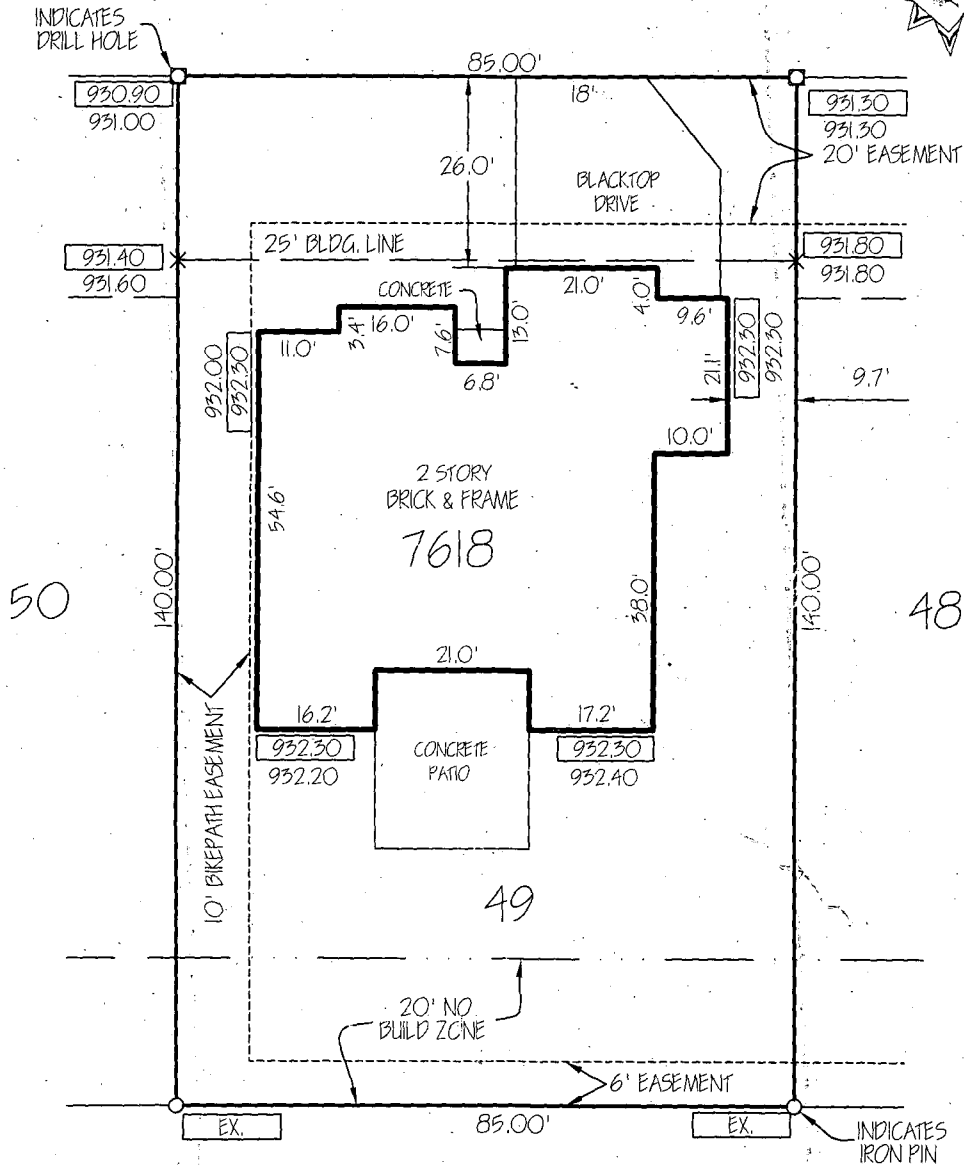 INDICATES
DRILL HOLE
85.00'
930.90
931.00
18'
931.30
931.30
20' EASEMENT
26.0'
BLACKTOP
DRIVE
25' BLDG. LINE
931.40
931.60
931.80
931.80
CONCRETE
21.0'
4.0'
9.6'
16.0'
13.0'
11.0'
3.4'
7.6'
6.8'
932.00
932.30
21.1'
932.30
932.30
9.7'
10.0'
2 STORY
BRICK & FRAME
7618
54.6'
50
140.00'
38.0'
140.00'
48
21.0'
16.2'
17.2'
932.30
932.20
CONCRETE
PATIO
932.30
932.40
10' BIKEPATH EASEMENT
49
20' NO
BUILD ZONE
6' EASEMENT
EX.
85.00'
EX.
INDICATES
IRON PIN